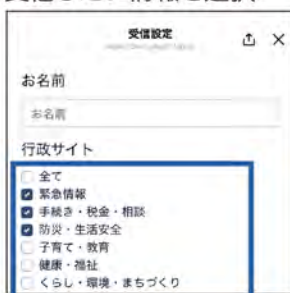 受信設定
お名前
お名前
行政サイト
全て
緊急情報
手続き・税金・相談
防災・生活安全
子育て・教育
健康・福祉
くらし・環境・まちづくり